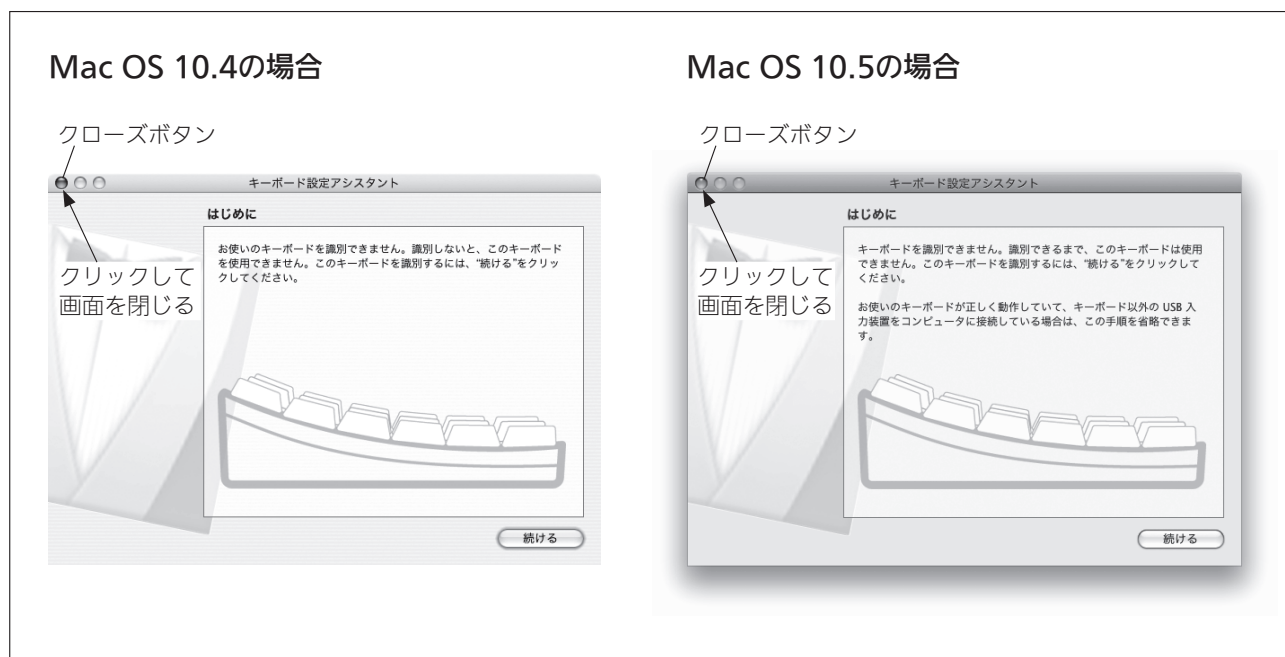 Mac OS 10.4の場合
クローズボタン
キーボード設定アシスタント
はじめに
お使いのキーボードを識別できません。識別しないと、このキーボード
を使用できません。このキーボードを識別するには、“続ける”をクリッ
クしてください。
クリックして
画面を閉じる
続ける
Mac OS 10.5の場合
クローズボタン
キーボード設定アシスタント
はじめに
キーボードを識別できません。識別できるまで、このキーボードは使用
できません。このキーボードを識別するには、“続ける”をクリックして
ください。
お使いのキーボードが正しく動作していて、キーボード以外の USB 入
力装置をコンピュータに接続している場合は、この手順を省略できま
す。
クリックして
画面を閉じる
続ける